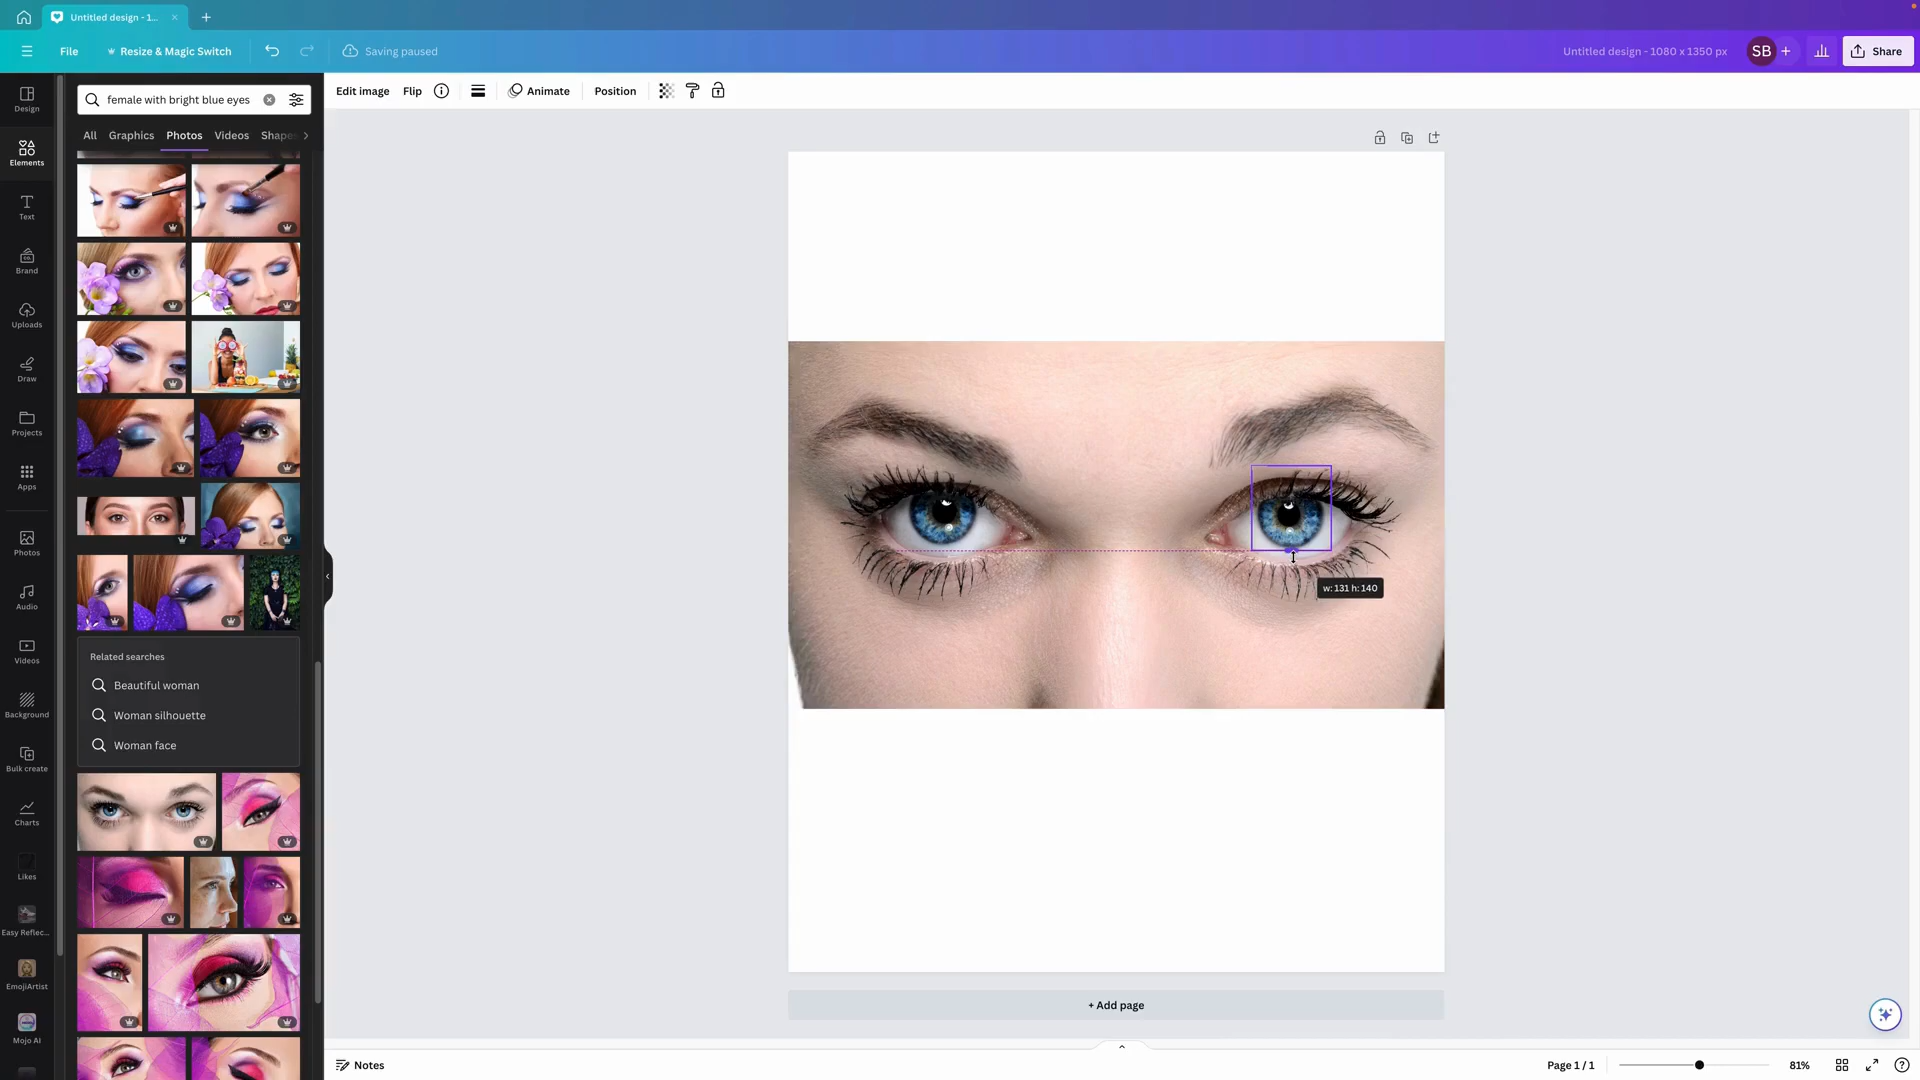 Untitled design - 1...
File
Resize & Magic Switch
Saving paused
Untitled design - 1080 x 1350 px
SB
Share
Design
Elements
Text
Brand
Uploads
Draw
Projects
Apps
Photos
Audio
Videos
Background
Bulk create
Charts
Likes
Easy Reflec...
EmojiArtist
Mojo AI
female with bright blue eyes
All
Graphics
Photos
Videos
Shapes
Related searches
Beautiful woman
Woman silhouette
Woman face
Edit image
Flip
Animate
Position
w: 131 h: 140
+ Add page
Notes
Page 1 / 1
81%